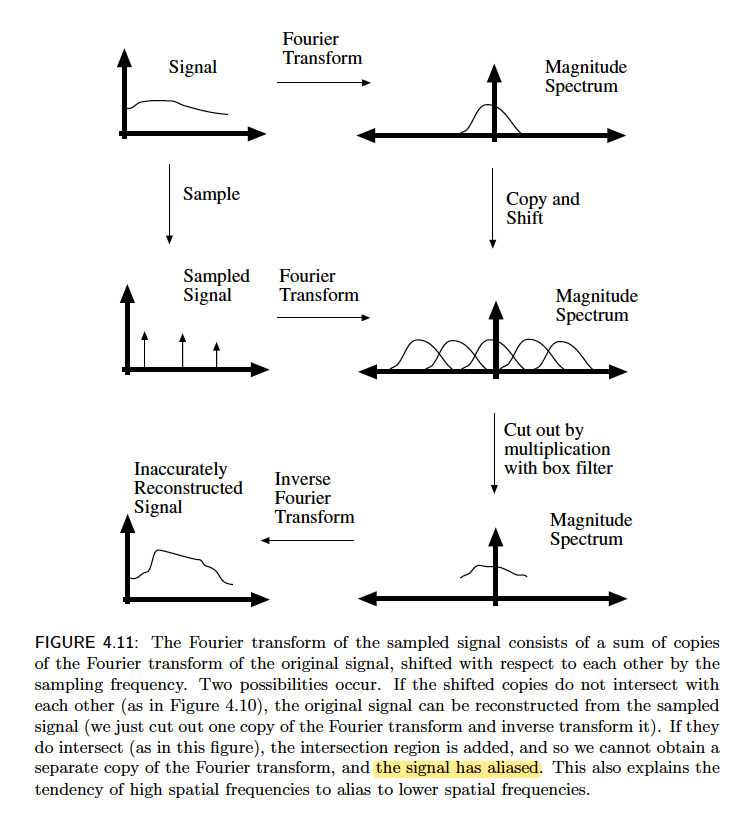 Fourier
Transform
Signal
Magnitude
Spectrum
Sample
Copy and
Shift
Sampled
Signal
Fourier
Transform
Magnitude
Spectrum
Cut out by
multiplication
with box filter
Inaccurately
Reconstructed
Signal
Inverse
Fourier
Transform
Magnitude
Spectrum
FIGURE 4.11: The Fourier transform of the sampled signal consists of a sum of copies
of the Fourier transform of the original signal, shifted with respect to each other by the
sampling frequency. Two possibilities occur. If the shifted copies do not intersect with
each other (as in Figure 4.10), the original signal can be reconstructed from the sampled
signal (we just cut out one copy of the Fourier transform and inverse transform it). If they
do intersect (as in this figure), the intersection region is added, and so we cannot obtain a
separate copy of the Fourier transform, and the signal has aliased. This also explains the
tendency of high spatial frequencies to alias to lower spatial frequencies.